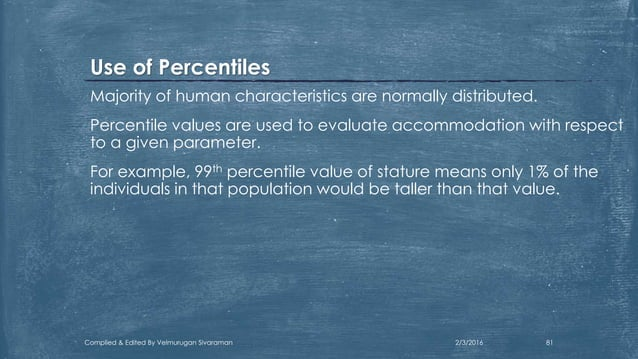 Use of Percentiles
Majority of human characteristics are normally distributed.
Percentile values are used to evaluate accommodation with respect
to a given parameter.
For example, 99th percentile value of stature means only 1% of the
individuals in that population would be taller than that value.
Complied & Edited By Velmurugan Sivaraman 2/3/2016 81